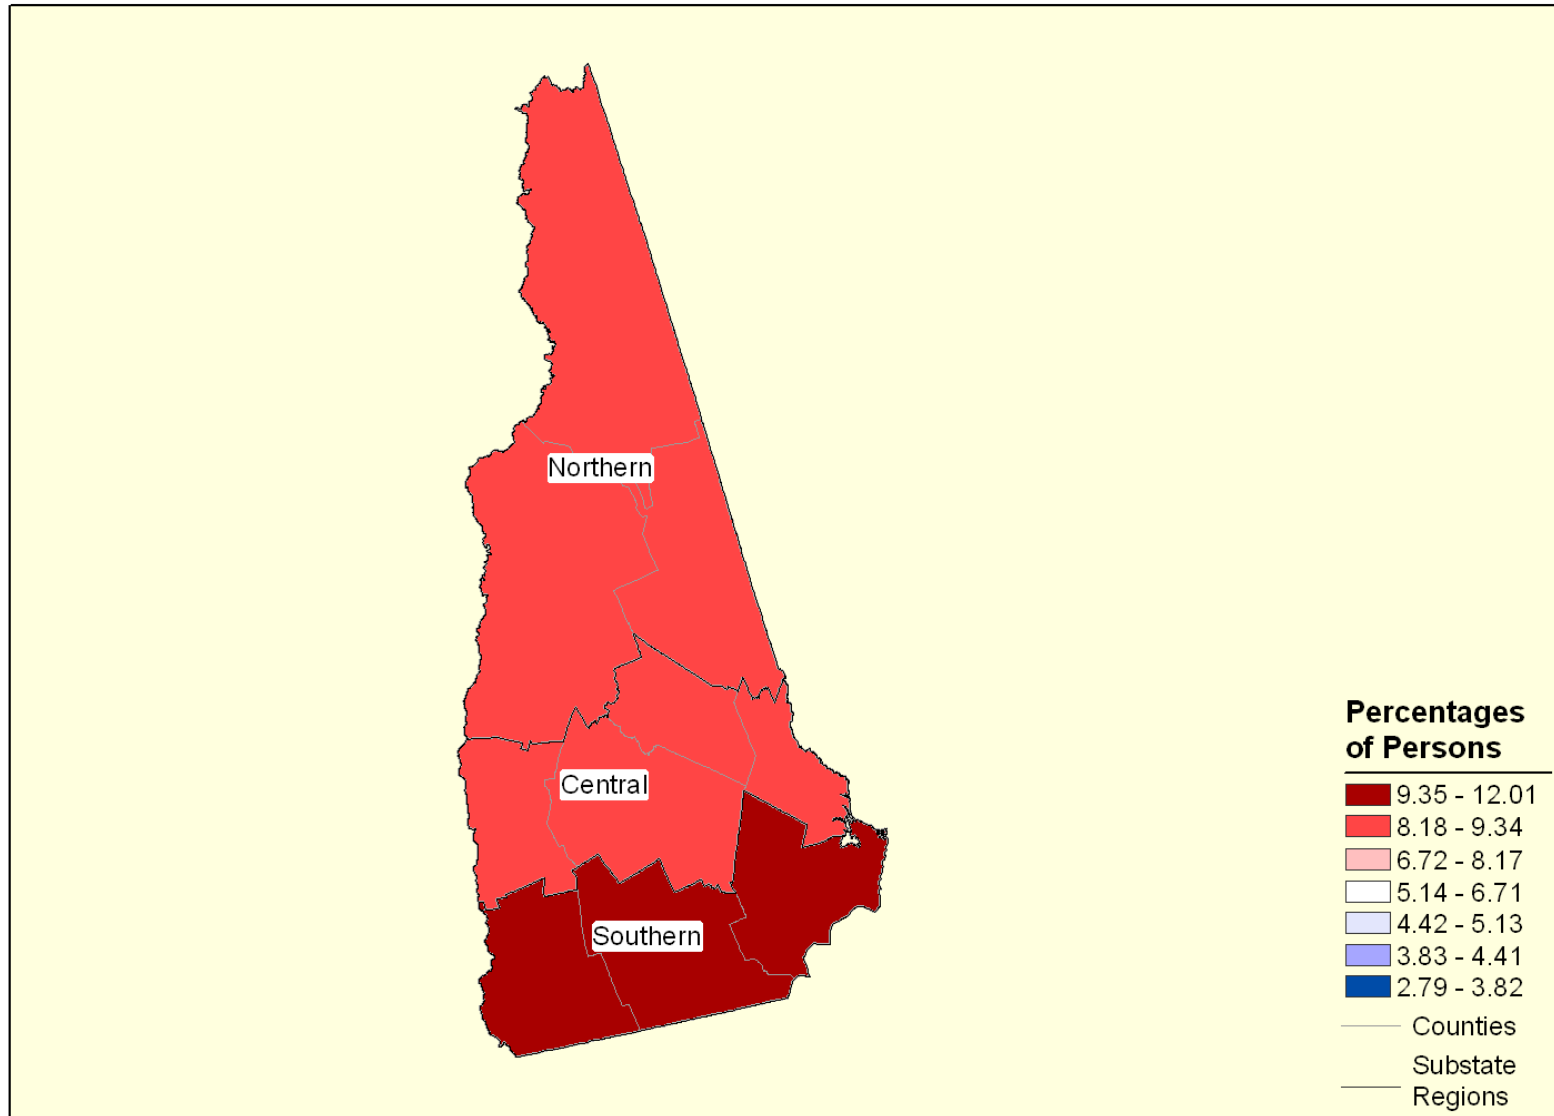 Northern
Central
Southern
Percentages
of Persons
9.35 - 12.01
8.18 - 9.34
6.72 - 8.17
5.14 - 6.71
4.42 - 5.13
3.83 - 4.41
2.79 - 3.82
Counties
Substate
Regions